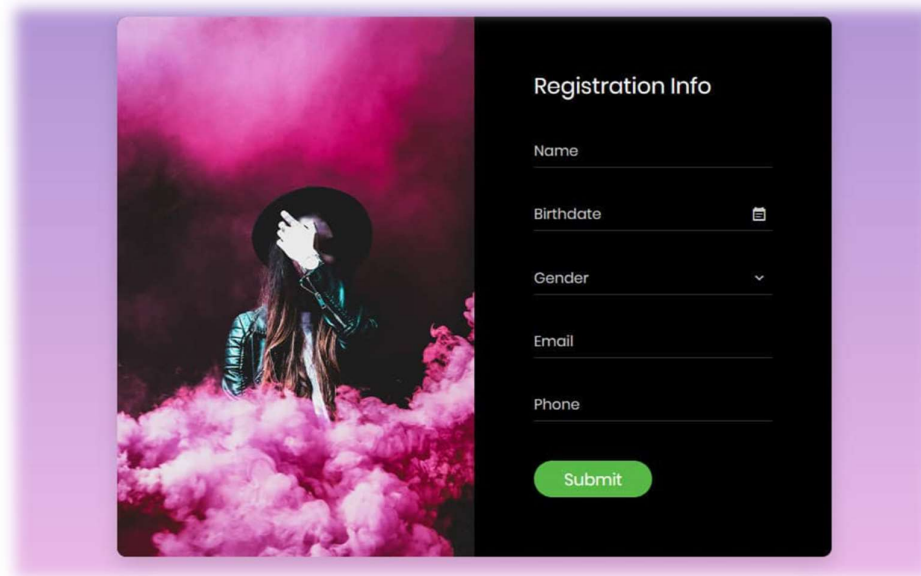 Registration Info
Name
Birthdate
Gender
Email
Phone
Submit